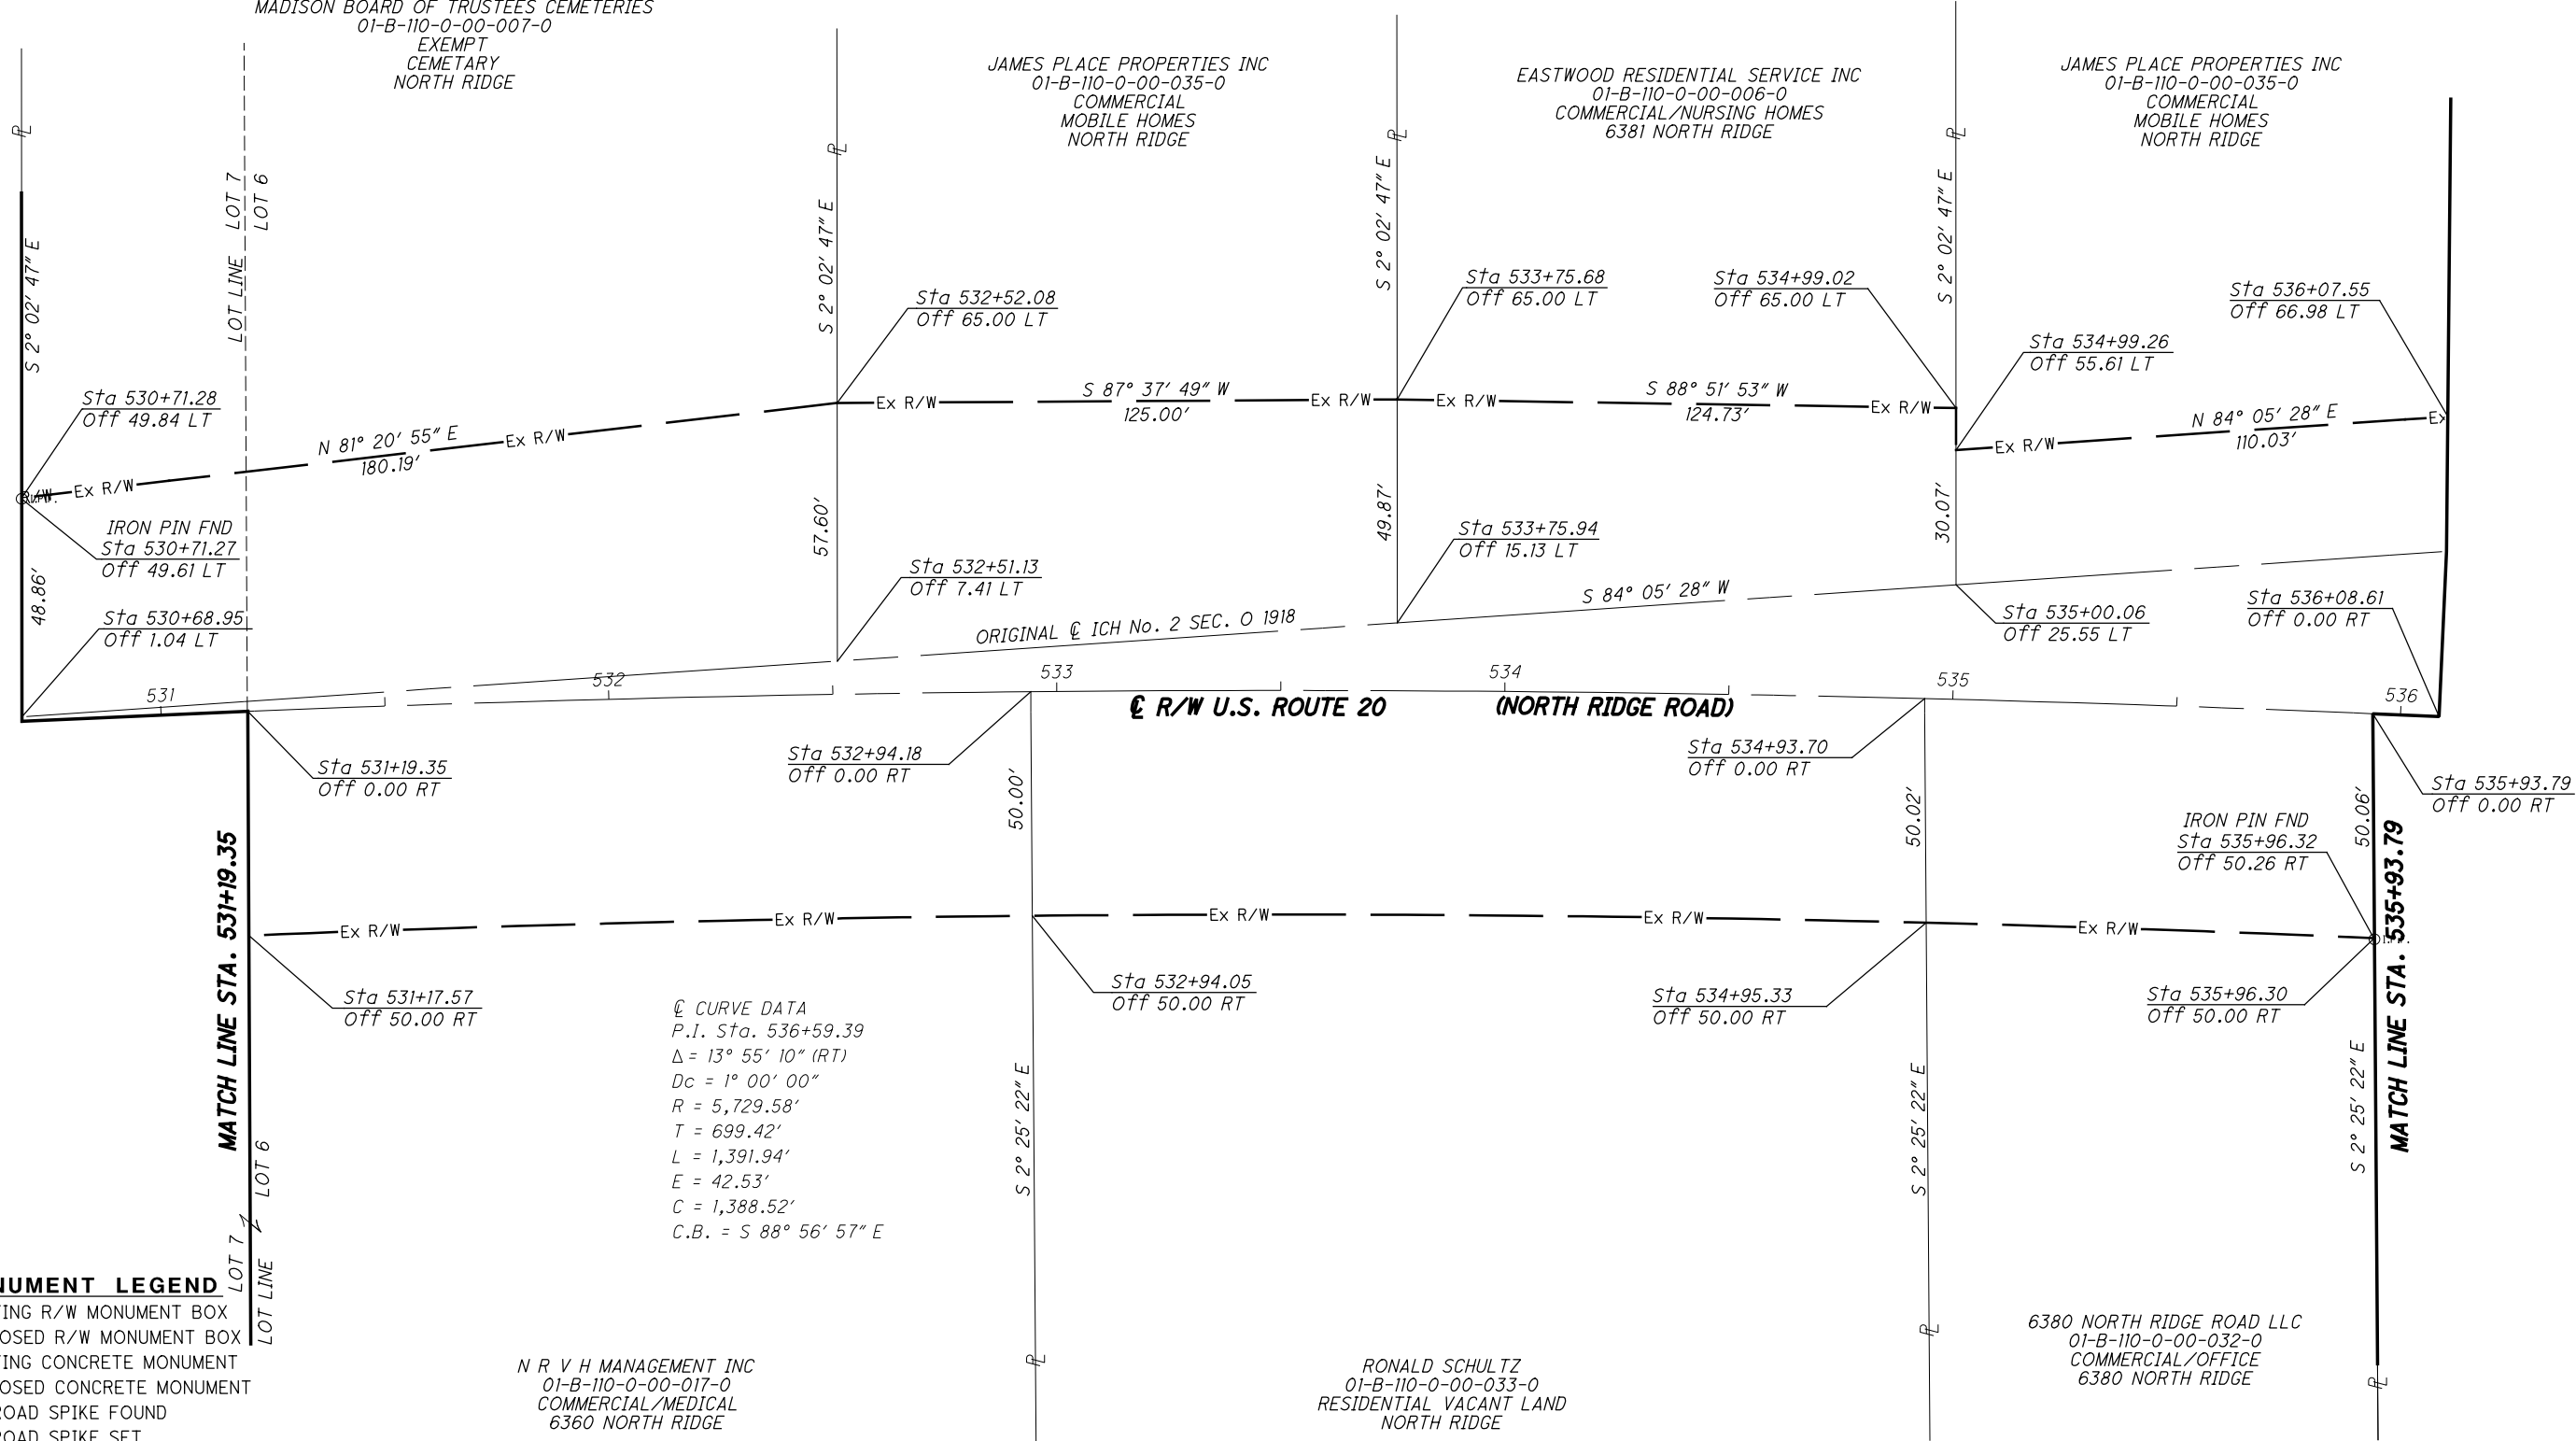 MADISON BOARD OF TRUSTEES CEMETERIES
01-B-110-0-00-007-0
EXEMPT
CEMETARY
NORTH RIDGE
JAMES PLACE PROPERTIES INC
01-B-110-0-00-035-0
COMMERCIAL
MOBILE HOMES
NORTH RIDGE
EASTWOOD RESIDENTIAL SERVICE INC
01-B-110-0-00-006-0
COMMERCIAL/NURSING HOMES
6381 NORTH RIDGE
JAMES PLACE PROPERTIES INC
01-B-110-0-00-035-0
COMMERCIAL
MOBILE HOMES
NORTH RIDGE
PL
PL
PL
PL
S 2° 02' 47" E
LOT LINE LOT 7
LOT 6
S 2° 02' 47" E
S 2° 02' 47" E
S 2° 02' 47" E
Sta 530+71.28
Off 49.84 LT
Sta 532+52.08
Off 65.00 LT
Sta 533+75.68
Off 65.00 LT
Sta 534+99.02
Off 65.00 LT
Sta 534+99.26
Off 55.61 LT
Sta 536+07.55
Off 66.98 LT
Ex R/W
N 81° 20' 55" E
180.19'
Ex R/W
Ex R/W
S 87° 37' 49" W
125.00'
Ex R/W
Ex R/W
S 88° 51' 53" W
124.73'
Ex R/W
Ex R/W
N 84° 05' 28" E
110.03'
Ex
IRON PIN FND
Sta 530+71.27
Off 49.61 LT
48.86'
57.60'
49.87'
30.07'
Sta 530+68.95
Off 1.04 LT
Sta 532+51.13
Off 7.41 LT
Sta 533+75.94
Off 15.13 LT
Sta 535+00.06
Off 25.55 LT
Sta 536+08.61
Off 0.00 RT
ORIGINAL ℄ ICH No. 2 SEC. O 1918
S 84° 05' 28" W
531
532
533
534
535
536
℄ R/W U.S. ROUTE 20 (NORTH RIDGE ROAD)
Sta 531+19.35
Off 0.00 RT
Sta 532+94.18
Off 0.00 RT
Sta 534+93.70
Off 0.00 RT
Sta 535+93.79
Off 0.00 RT
50.00'
50.02'
50.06'
IRON PIN FND
Sta 535+96.32
Off 50.26 RT
MATCH LINE STA. 531+19.35
MATCH LINE STA. 535+93.79
Ex R/W
Ex R/W
Ex R/W
Ex R/W
Ex R/W
Sta 531+17.57
Off 50.00 RT
Sta 532+94.05
Off 50.00 RT
Sta 534+95.33
Off 50.00 RT
Sta 535+96.30
Off 50.00 RT
℄ CURVE DATA
P.I. Sta. 536+59.39
Δ = 13° 55' 10" (RT)
Dc = 1° 00' 00"
R = 5,729.58'
T = 699.42'
L = 1,391.94'
E = 42.53'
C = 1,388.52'
C.B. = S 88° 56' 57" E
S 2° 25' 22" E
S 2° 25' 22" E
S 2° 25' 22" E
LOT 7
LOT LINE LOT 6
NUMENT LEGEND
TING R/W MONUMENT BOX
OSED R/W MONUMENT BOX
TING CONCRETE MONUMENT
OSED CONCRETE MONUMENT
ROAD SPIKE FOUND
ROAD SPIKE SET
PL
PL
PL
N R V H MANAGEMENT INC
01-B-110-0-00-017-0
COMMERCIAL/MEDICAL
6360 NORTH RIDGE
RONALD SCHULTZ
01-B-110-0-00-033-0
RESIDENTIAL VACANT LAND
NORTH RIDGE
6380 NORTH RIDGE ROAD LLC
01-B-110-0-00-032-0
COMMERCIAL/OFFICE
6380 NORTH RIDGE